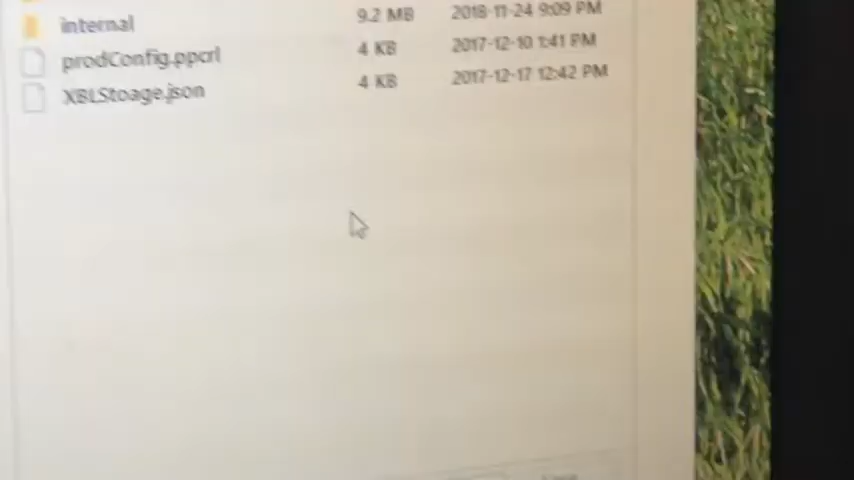 internal 9.2 MB 2018-11-24 9:09 PM
prodConfig.ppcrl 4 KB 2017-12-10 1:41 PM
XBLStoage.json 4 KB 2017-12-17 12:42 PM